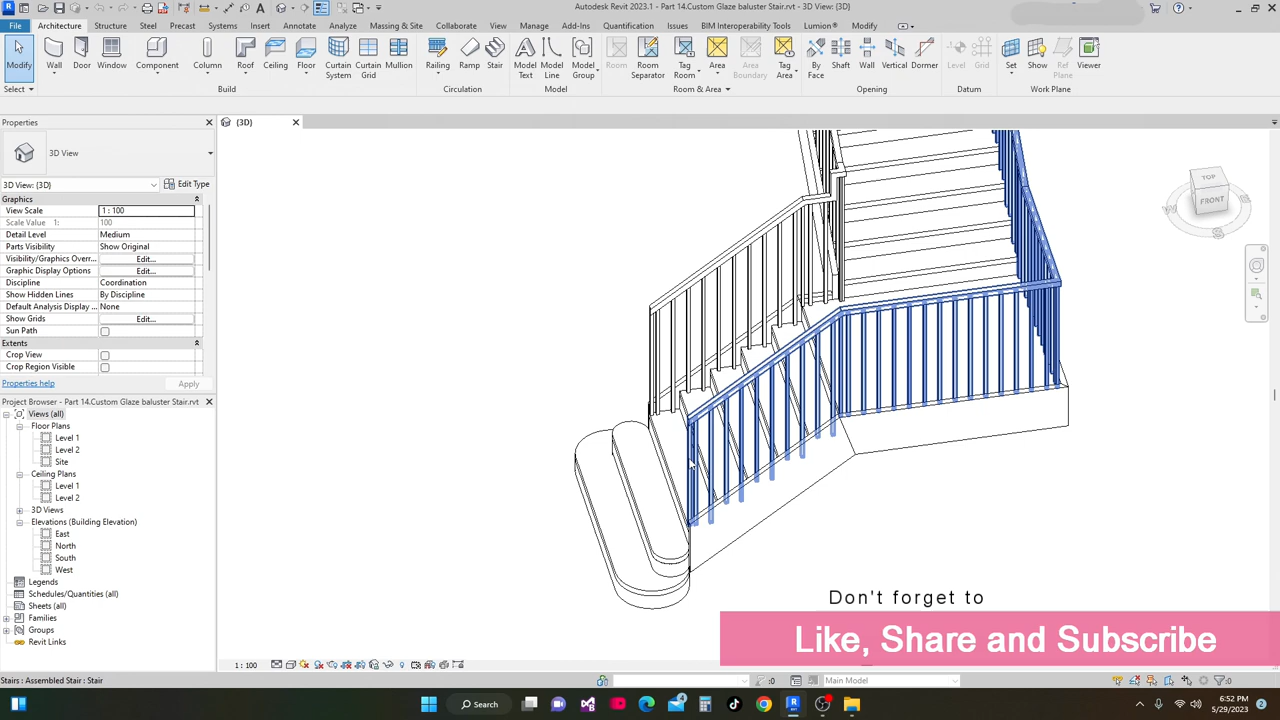 Autodesk Revit 2023.1 - Part 14.Custom Glaze baluster Stair.rvt - 3D View: {3D}
File Architecture Structure Steel Precast Systems Insert Annotate Analyze Massing & Site Collaborate View Manage Add-Ins Quantification Issues BIM Interoperability Tools Lumion® Modify
Modify Wall Door Window Component Column Roof Ceiling Floor Curtain System Curtain Grid Mullion Railing Ramp Stair Model Text Model Line Model Group Room Room Separator Tag Room Area Area Boundary Tag Area By Face Shaft Wall Vertical Dormer Level Grid Set Show Ref Plane Viewer
Select Build Circulation Model Room & Area Opening Datum Work Plane
Properties
{3D}
3D View
3D View: {3D} Edit Type
Graphics
View Scale 1 : 100
Scale Value 1: 100
Detail Level Medium
Parts Visibility Show Original
Visibility/Graphics Overr... Edit...
Graphic Display Options Edit...
Discipline Coordination
Show Hidden Lines By Discipline
Default Analysis Display ... None
Show Grids Edit...
Sun Path
Extents
Crop View
Crop Region Visible
Properties help Apply
Project Browser - Part 14.Custom Glaze baluster Stair.rvt
Views (all)
Floor Plans
Level 1
Level 2
Site
Ceiling Plans
Level 1
Level 2
3D Views
Elevations (Building Elevation)
East
North
South
West
Legends
Schedules/Quantities (all)
Sheets (all)
Families
Groups
Revit Links
TOP
FRONT
W
S
Don't forget to
Like, Share and Subscribe
1 : 100
Stairs : Assembled Stair : Stair
:0
Main Model
:0
Search
4
6:52 PM
5/29/2023